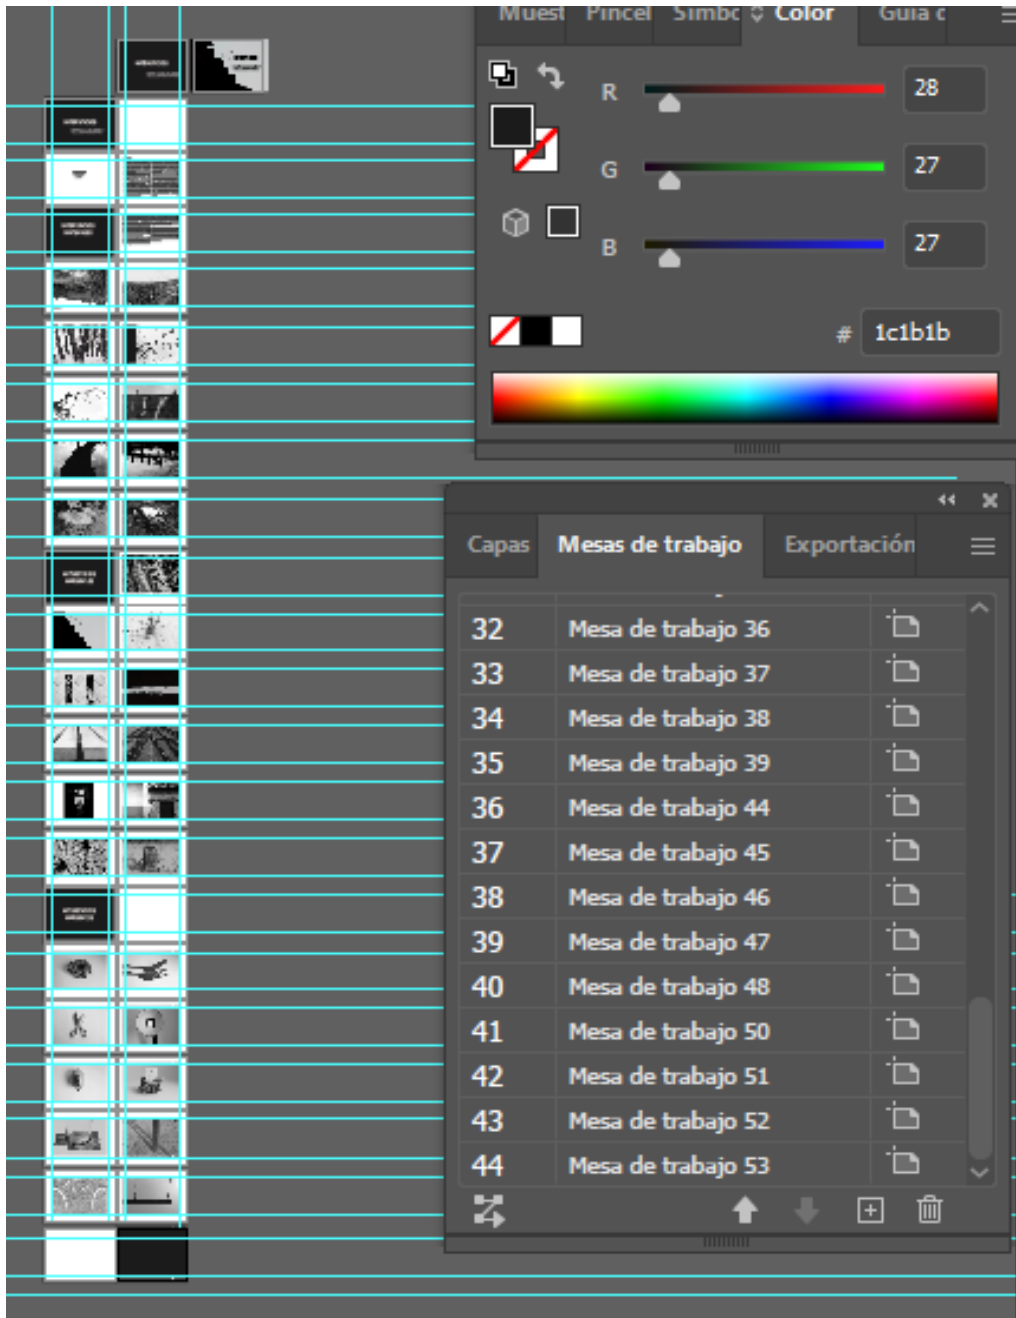 Muest Pincel Símbo Color Guía c
R 28
G 27
B 27
# 1c1b1b
Capas Mesas de trabajo Exportación
32 Mesa de trabajo 36
33 Mesa de trabajo 37
34 Mesa de trabajo 38
35 Mesa de trabajo 39
36 Mesa de trabajo 44
37 Mesa de trabajo 45
38 Mesa de trabajo 46
39 Mesa de trabajo 47
40 Mesa de trabajo 48
41 Mesa de trabajo 50
42 Mesa de trabajo 51
43 Mesa de trabajo 52
44 Mesa de trabajo 53